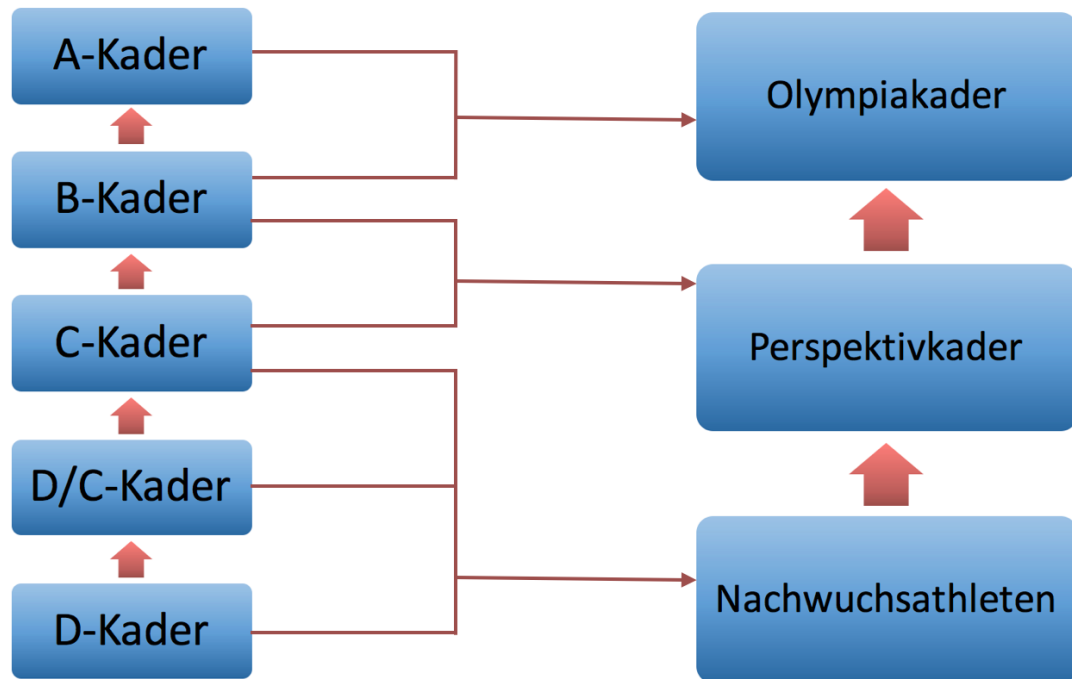 A-Kader
B-Kader
C-Kader
D/C-Kader
D-Kader
Olympiakader
Perspektivkader
Nachwuchsathleten